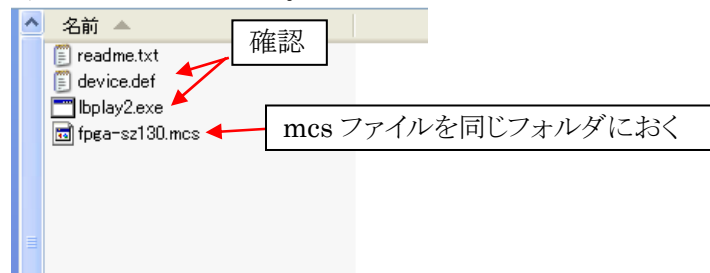 名前
確認
readme.txt
device.def
lbplay2.exe
fpga-sz130.mcs
mcs ファイルを同じフォルダにおく